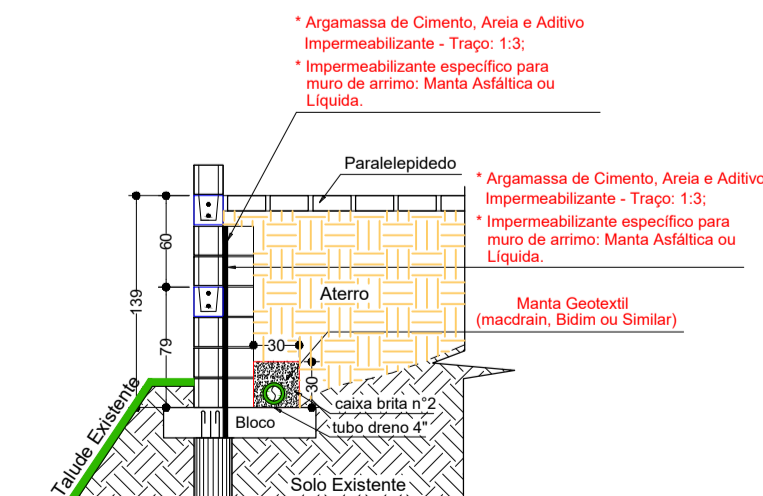 * Argamassa de Cimento, Areia e Aditivo
Impermeabilizante - Traço: 1:3;
* Impermeabilizante específico para
muro de arrimo: Manta Asfáltica ou
Líquida.
Paralelepidedo
* Argamassa de Cimento, Areia e Aditivo
Impermeabilizante - Traço: 1:3;
* Impermeabilizante específico para
muro de arrimo: Manta Asfáltica ou
Líquida.
60
139
Aterro
Manta Geotextil
(macdrain, Bidim ou Similar)
79
30
30
caixa brita n°2
tubo dreno 4"
Bloco
Talude Existente
Solo Existente